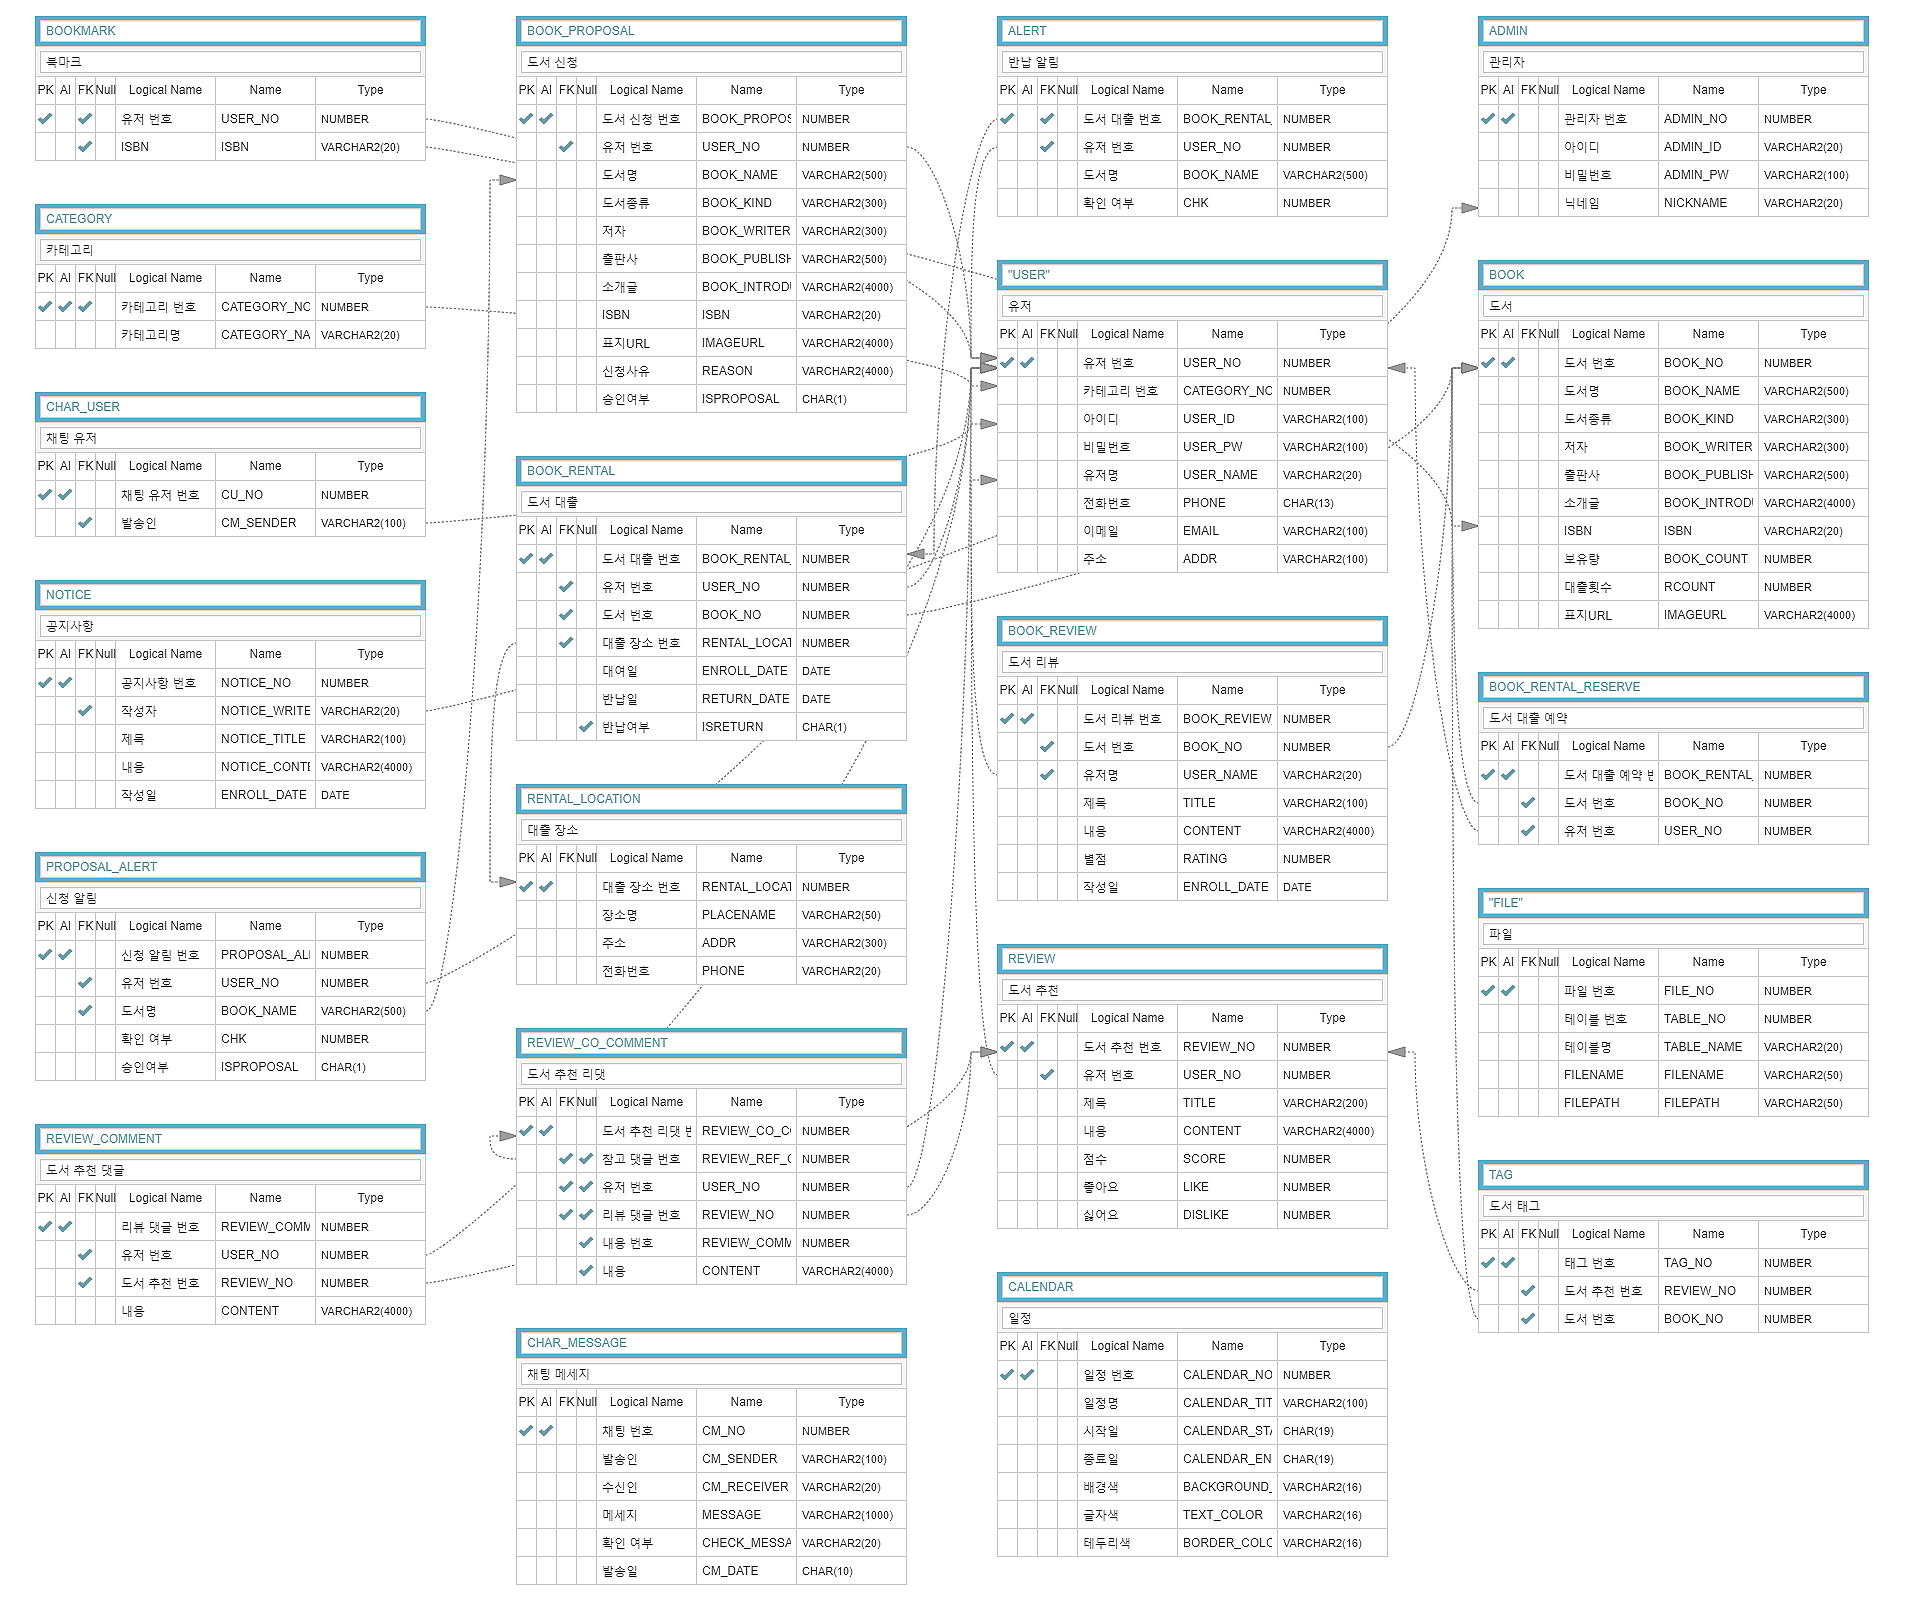 BOOKMARK
북마크
PK AI FK Null Logical Name Name Type
유저 번호 USER_NO NUMBER
ISBN ISBN VARCHAR2(20)
CATEGORY
카테고리
PK AI FK Null Logical Name Name Type
카테고리 번호 CATEGORY_NO NUMBER
카테고리명 CATEGORY_NA VARCHAR2(20)
CHAR_USER
채팅 유저
PK AI FK Null Logical Name Name Type
채팅 유저 번호 CU_NO NUMBER
발송인 CM_SENDER VARCHAR2(100)
NOTICE
공지사항
PK AI FK Null Logical Name Name Type
공지사항 번호 NOTICE_NO NUMBER
작성자 NOTICE_WRITE VARCHAR2(20)
제목 NOTICE_TITLE VARCHAR2(100)
내용 NOTICE_CONTE VARCHAR2(4000)
작성일 ENROLL_DATE DATE
PROPOSAL_ALERT
신청 알림
PK AI FK Null Logical Name Name Type
신청 알림 번호 PROPOSAL_ALI NUMBER
유저 번호 USER_NO NUMBER
도서명 BOOK_NAME VARCHAR2(500)
확인 여부 CHK NUMBER
승인여부 ISPROPOSAL CHAR(1)
REVIEW_COMMENT
도서 추천 댓글
PK AI FK Null Logical Name Name Type
리뷰 댓글 번호 REVIEW_COMM NUMBER
유저 번호 USER_NO NUMBER
도서 추천 번호 REVIEW_NO NUMBER
내용 CONTENT VARCHAR2(4000)
BOOK_PROPOSAL
도서 신청
PK AI FK Null Logical Name Name Type
도서 신청 번호 BOOK_PROPOS NUMBER
유저 번호 USER_NO NUMBER
도서명 BOOK_NAME VARCHAR2(500)
도서종류 BOOK_KIND VARCHAR2(300)
저자 BOOK_WRITER VARCHAR2(300)
출판사 BOOK_PUBLISH VARCHAR2(500)
소개글 BOOK_INTRODU VARCHAR2(4000)
ISBN ISBN VARCHAR2(20)
표지URL IMAGEURL VARCHAR2(4000)
신청사유 REASON VARCHAR2(4000)
승인여부 ISPROPOSAL CHAR(1)
BOOK_RENTAL
도서 대출
PK AI FK Null Logical Name Name Type
도서 대출 번호 BOOK_RENTAL_ NUMBER
유저 번호 USER_NO NUMBER
도서 번호 BOOK_NO NUMBER
대출 장소 번호 RENTAL_LOCAT NUMBER
대여일 ENROLL_DATE DATE
반납일 RETURN_DATE DATE
반납여부 ISRETURN CHAR(1)
RENTAL_LOCATION
대출 장소
PK AI FK Null Logical Name Name Type
대출 장소 번호 RENTAL_LOCAT NUMBER
장소명 PLACENAME VARCHAR2(50)
주소 ADDR VARCHAR2(300)
전화번호 PHONE VARCHAR2(20)
REVIEW_CO_COMMENT
도서 추천 리댓
PK AI FK Null Logical Name Name Type
도서 추천 리댓 번 REVIEW_CO_CO NUMBER
참고 댓글 번호 REVIEW_REF_C NUMBER
유저 번호 USER_NO NUMBER
리뷰 댓글 번호 REVIEW_NO NUMBER
내용 번호 REVIEW_COMM NUMBER
내용 CONTENT VARCHAR2(4000)
CHAR_MESSAGE
채팅 메세지
PK AI FK Null Logical Name Name Type
채팅 번호 CM_NO NUMBER
발송인 CM_SENDER VARCHAR2(100)
수신인 CM_RECEIVER VARCHAR2(20)
메세지 MESSAGE VARCHAR2(1000)
확인 여부 CHECK_MESSA VARCHAR2(20)
발송일 CM_DATE CHAR(10)
ALERT
반납 알림
PK AI FK Null Logical Name Name Type
도서 대출 번호 BOOK_RENTAL_ NUMBER
유저 번호 USER_NO NUMBER
도서명 BOOK_NAME VARCHAR2(500)
확인 여부 CHK NUMBER
"USER"
유저
PK AI FK Null Logical Name Name Type
유저 번호 USER_NO NUMBER
카테고리 번호 CATEGORY_NO NUMBER
아이디 USER_ID VARCHAR2(100)
비밀번호 USER_PW VARCHAR2(100)
유저명 USER_NAME VARCHAR2(20)
전화번호 PHONE CHAR(13)
이메일 EMAIL VARCHAR2(100)
주소 ADDR VARCHAR2(100)
BOOK_REVIEW
도서 리뷰
PK AI FK Null Logical Name Name Type
도서 리뷰 번호 BOOK_REVIEW_ NUMBER
도서 번호 BOOK_NO NUMBER
유저명 USER_NAME VARCHAR2(20)
제목 TITLE VARCHAR2(100)
내용 CONTENT VARCHAR2(4000)
별점 RATING NUMBER
작성일 ENROLL_DATE DATE
REVIEW
도서 추천
PK AI FK Null Logical Name Name Type
도서 추천 번호 REVIEW_NO NUMBER
유저 번호 USER_NO NUMBER
제목 TITLE VARCHAR2(200)
내용 CONTENT VARCHAR2(4000)
점수 SCORE NUMBER
좋아요 LIKE NUMBER
싫어요 DISLIKE NUMBER
CALENDAR
일정
PK AI FK Null Logical Name Name Type
일정 번호 CALENDAR_NO NUMBER
일정명 CALENDAR_TIT VARCHAR2(100)
시작일 CALENDAR_STA CHAR(19)
종료일 CALENDAR_EN CHAR(19)
배경색 BACKGROUND_ VARCHAR2(16)
글자색 TEXT_COLOR VARCHAR2(16)
테두리색 BORDER_COLO VARCHAR2(16)
ADMIN
관리자
PK AI FK Null Logical Name Name Type
관리자 번호 ADMIN_NO NUMBER
아이디 ADMIN_ID VARCHAR2(20)
비밀번호 ADMIN_PW VARCHAR2(100)
닉네임 NICKNAME VARCHAR2(20)
BOOK
도서
PK AI FK Null Logical Name Name Type
도서 번호 BOOK_NO NUMBER
도서명 BOOK_NAME VARCHAR2(500)
도서종류 BOOK_KIND VARCHAR2(300)
저자 BOOK_WRITER VARCHAR2(300)
출판사 BOOK_PUBLISH VARCHAR2(500)
소개글 BOOK_INTRODU VARCHAR2(4000)
ISBN ISBN VARCHAR2(20)
보유량 BOOK_COUNT NUMBER
대출횟수 RCOUNT NUMBER
표지URL IMAGEURL VARCHAR2(4000)
BOOK_RENTAL_RESERVE
도서 대출 예약
PK AI FK Null Logical Name Name Type
도서 대출 예약 번 BOOK_RENTAL_ NUMBER
도서 번호 BOOK_NO NUMBER
유저 번호 USER_NO NUMBER
"FILE"
파일
PK AI FK Null Logical Name Name Type
파일 번호 FILE_NO NUMBER
테이블 번호 TABLE_NO NUMBER
테이블명 TABLE_NAME VARCHAR2(20)
FILENAME FILENAME VARCHAR2(50)
FILEPATH FILEPATH VARCHAR2(50)
TAG
도서 태그
PK AI FK Null Logical Name Name Type
태그 번호 TAG_NO NUMBER
도서 추천 번호 REVIEW_NO NUMBER
도서 번호 BOOK_NO NUMBER